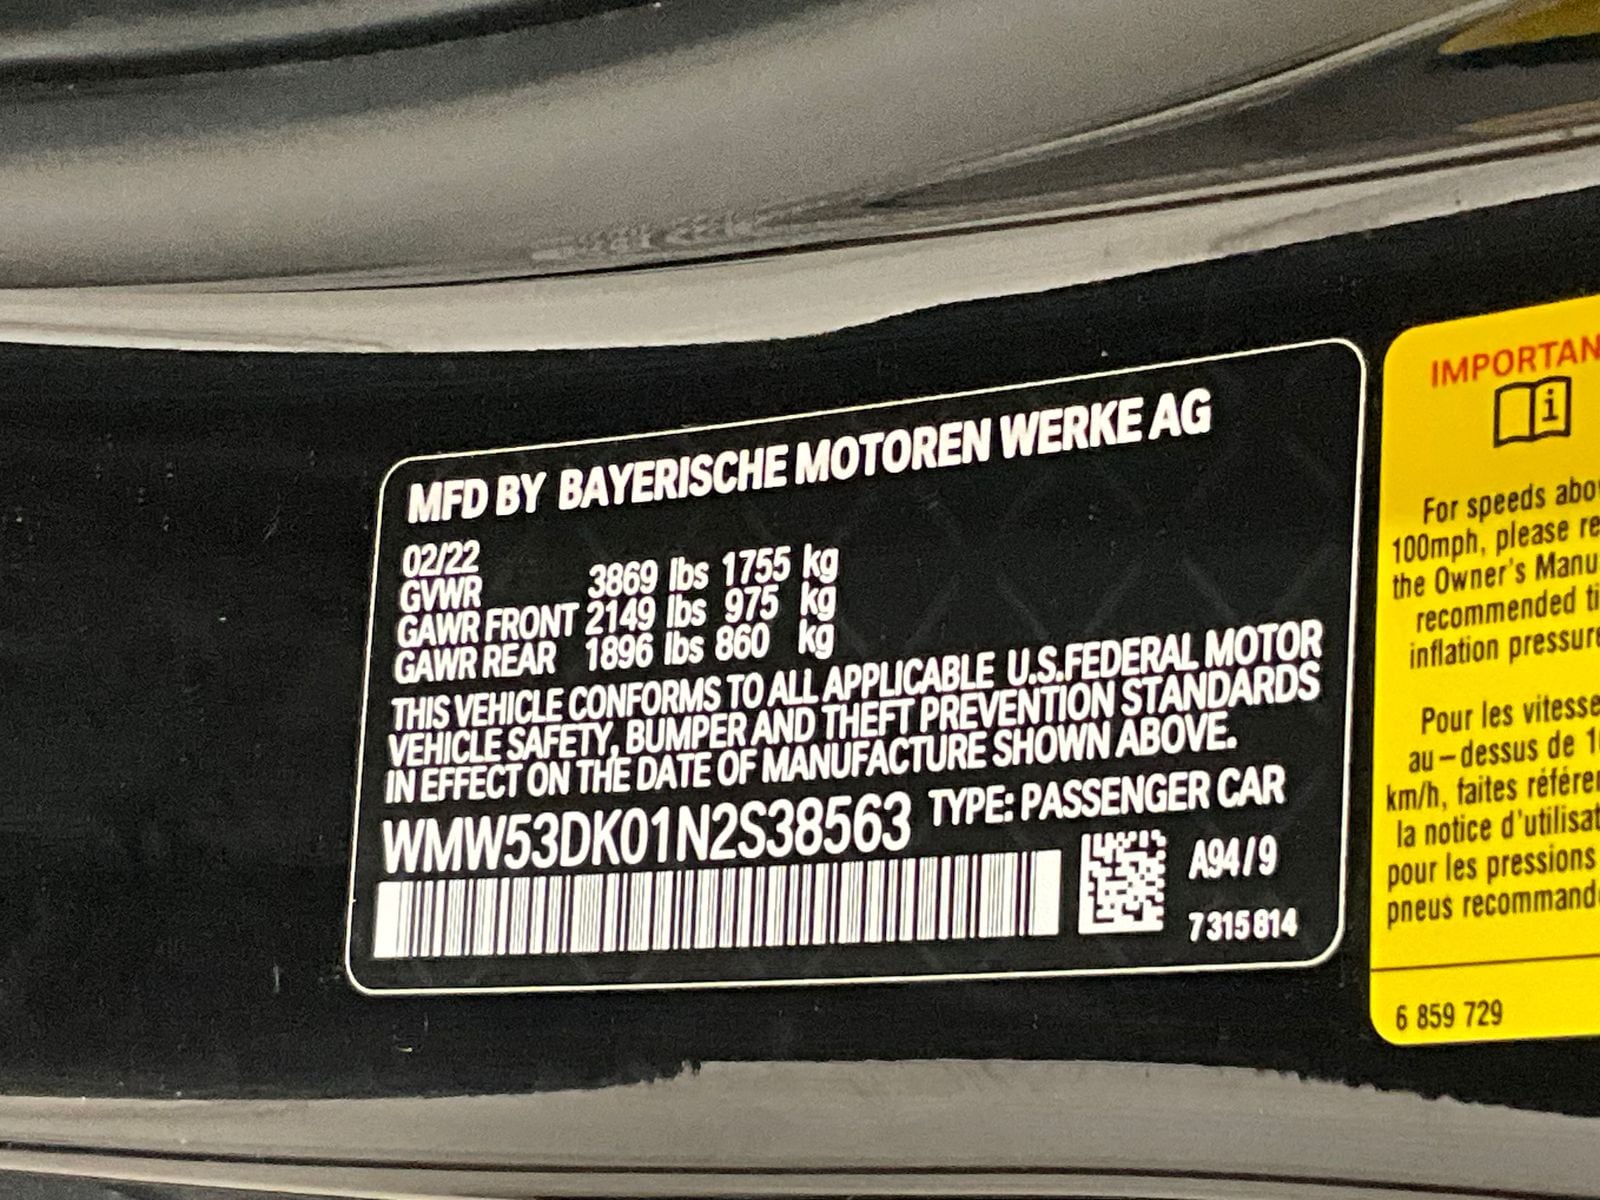 MFD BY BAYERISCHE MOTOREN WERKE AG
02/22
GVWR 3869 lbs 1755 kg
GAWR FRONT 2149 lbs 975 kg
GAWR REAR 1896 lbs 860 kg
THIS VEHICLE CONFORMS TO ALL APPLICABLE U.S.FEDERAL MOTOR
VEHICLE SAFETY, BUMPER AND THEFT PREVENTION STANDARDS
IN EFFECT ON THE DATE OF MANUFACTURE SHOWN ABOVE.
WMW53DK01N2S38563 TYPE: PASSENGER CAR
A94/9
7315814
IMPORTAN
For speeds abov
100mph, please re
the Owner's Manu
recommended ti
inflation pressure
Pour les vitesse
au-dessus de 1
km/h, faites référe
la notice d'utilisat
pour les pressions
pneus recommand
6 859 729